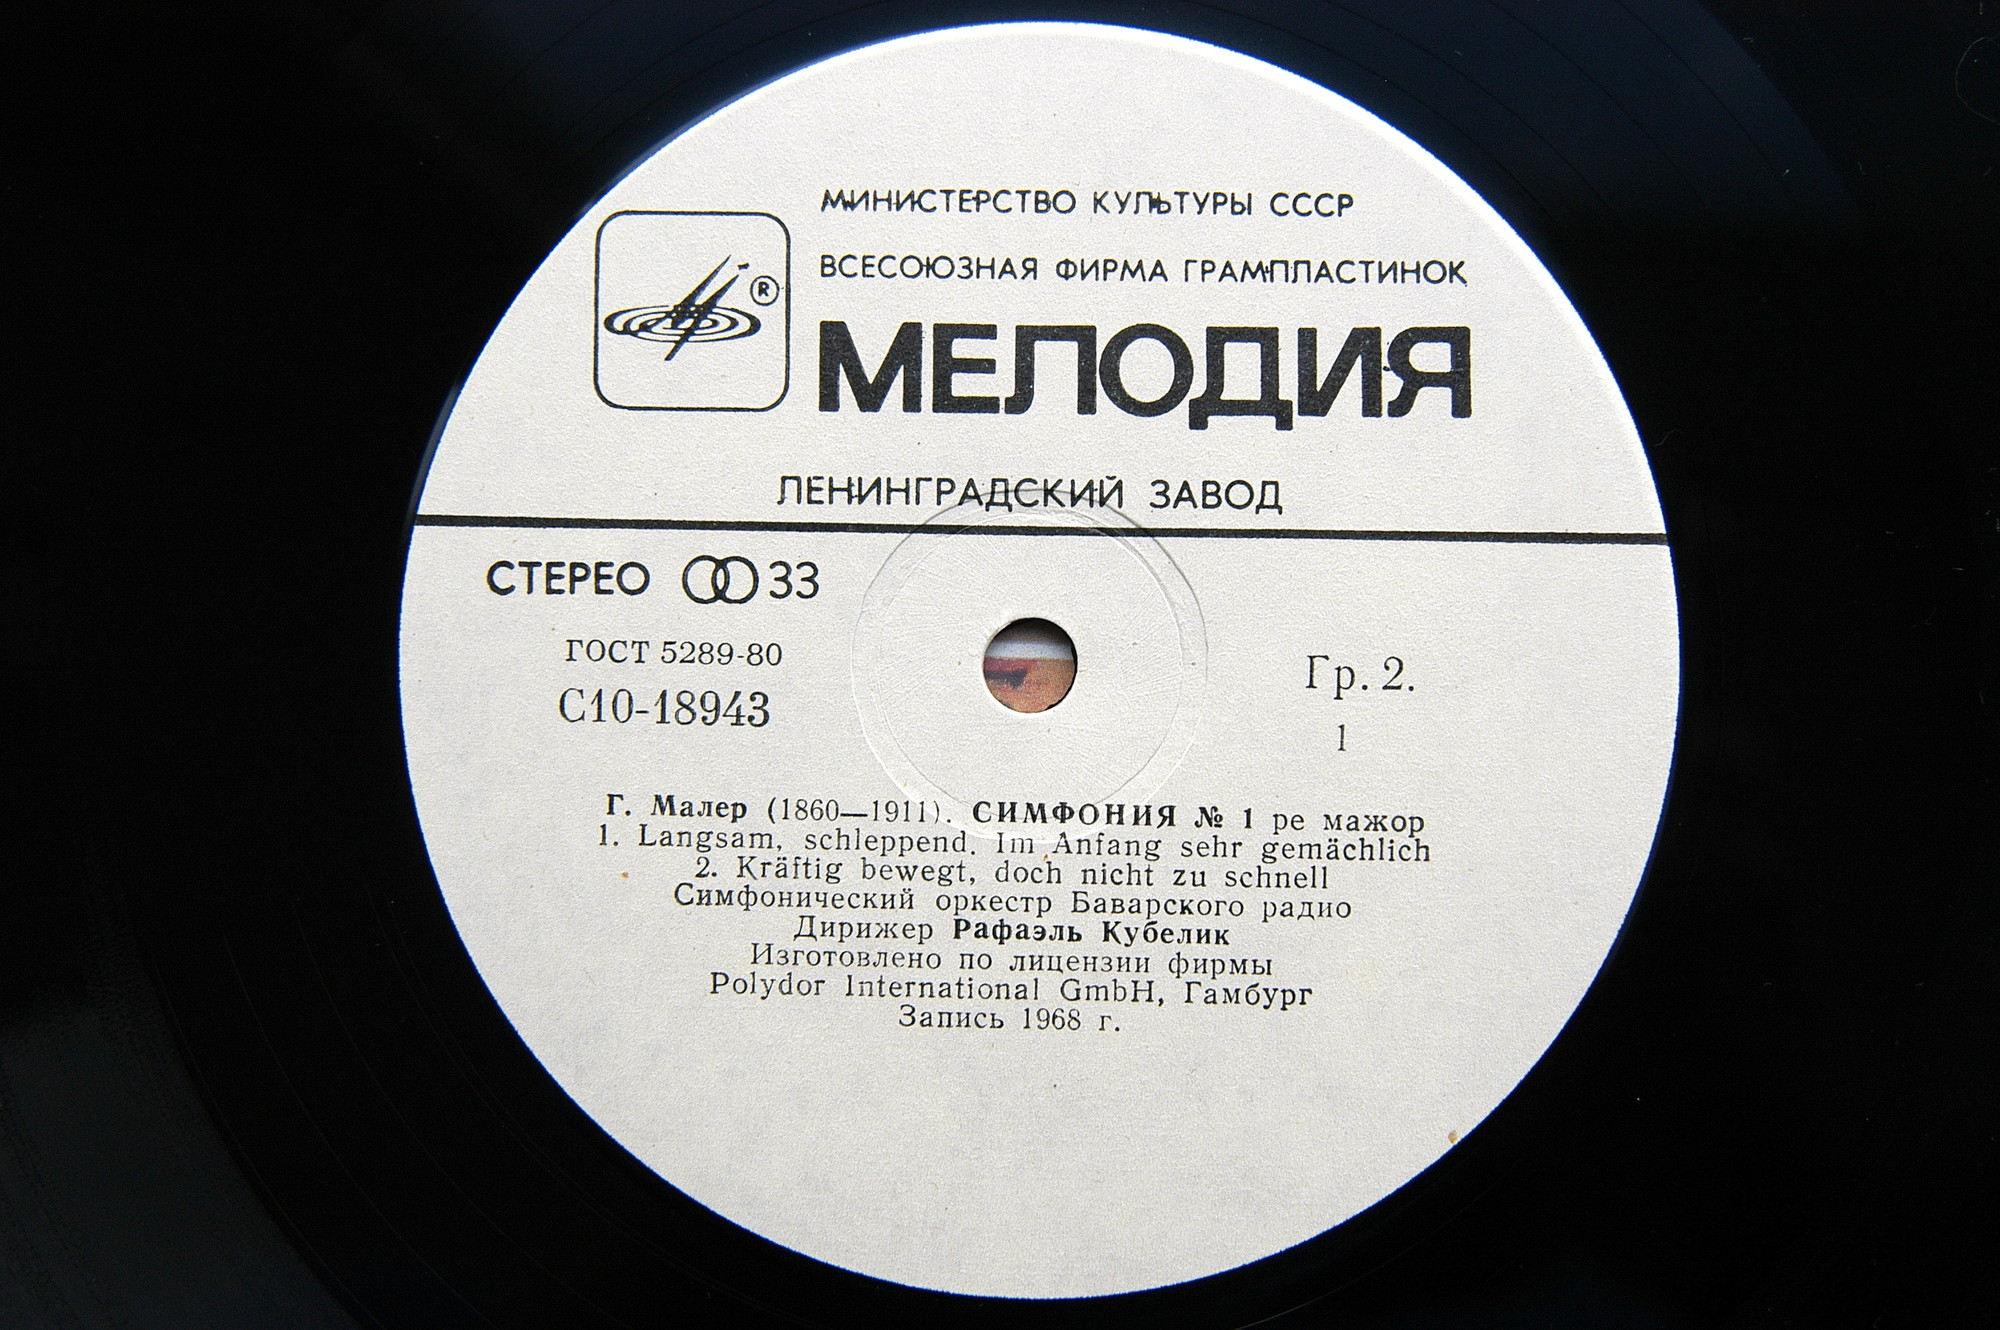 МИНИСТЕРСТВО КУЛЬТУРЫ СССР
ВСЕСОЮЗНАЯ ФИРМА ГРАМПЛАСТИНОК
®
МЕЛОДИЯ
ЛЕНИНГРАДСКИЙ ЗАВОД
СТЕРЕО 33
ГОСТ 5289-80
С10-18943
Гр. 2.
1
Г. Малер (1860—1911). СИМФОНИЯ № 1 ре мажор
1. Langsam, schleppend. Im Anfang sehr gemächlich
2. Kräftig bewegt, doch nicht zu schnell
Симфонический оркестр Баварского радио
Дирижер Рафаэль Кубелик
Изготовлено по лицензии фирмы
Polydor International GmbH, Гамбург
Запись 1968 г.